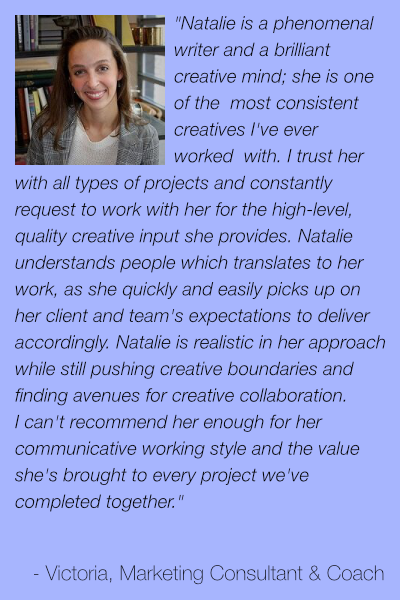 "Natalie is a phenomenal
writer and a brilliant
creative mind; she is one
of the  most consistent
creatives I've ever
worked  with. I trust her
with all types of projects and constantly
request to work with her for the high-level,
quality creative input she provides. Natalie
understands people which translates to her
work, as she quickly and easily picks up on
her client and team's expectations to deliver
accordingly. Natalie is realistic in her approach
while still pushing creative boundaries and
finding avenues for creative collaboration.
I can't recommend her enough for her
communicative working style and the value
she's brought to every project we've
completed together."
- Victoria, Marketing Consultant & Coach